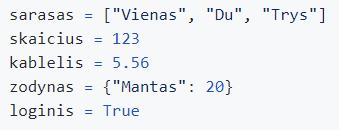 sarasas = ["Vienas", "Du", "Trys"]
skaicius = 123
kablelis = 5.56
zodynas = {"Mantas": 20}
loginis = True